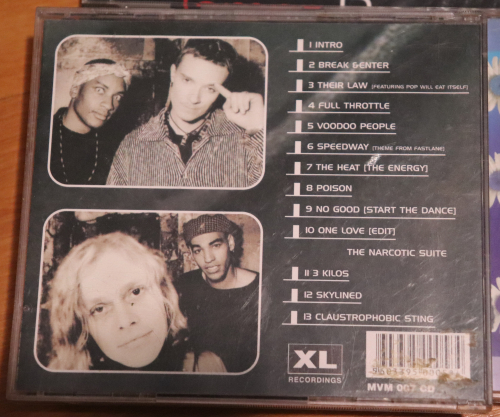 1 INTRO
2 BREAK & ENTER
3 THEIR LAW [FEATURING POP WILL EAT ITSELF]
4 FULL THROTTLE
5 VOODOO PEOPLE
6 SPEEDWAY [THEME FROM FASTLANE]
7 THE HEAT [THE ENERGY]
8 POISON
9 NO GOOD [START THE DANCE]
10 ONE LOVE [EDIT]
THE NARCOTIC SUITE
11 3 KILOS
12 SKYLINED
13 CLAUSTROPHOBIC STING
XL
RECORDINGS
MVM 007 CD